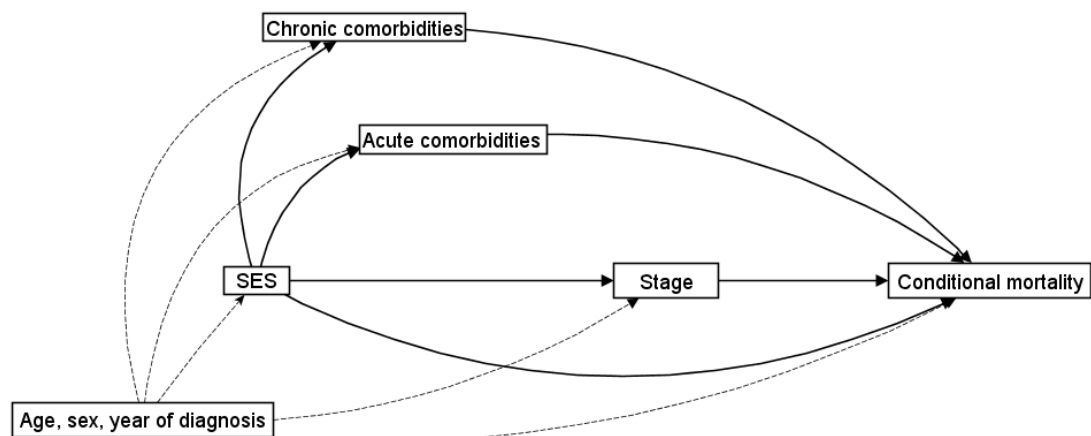 Chronic comorbidities
Acute comorbidities
SES
Stage
Conditional mortality
Age, sex, year of diagnosis